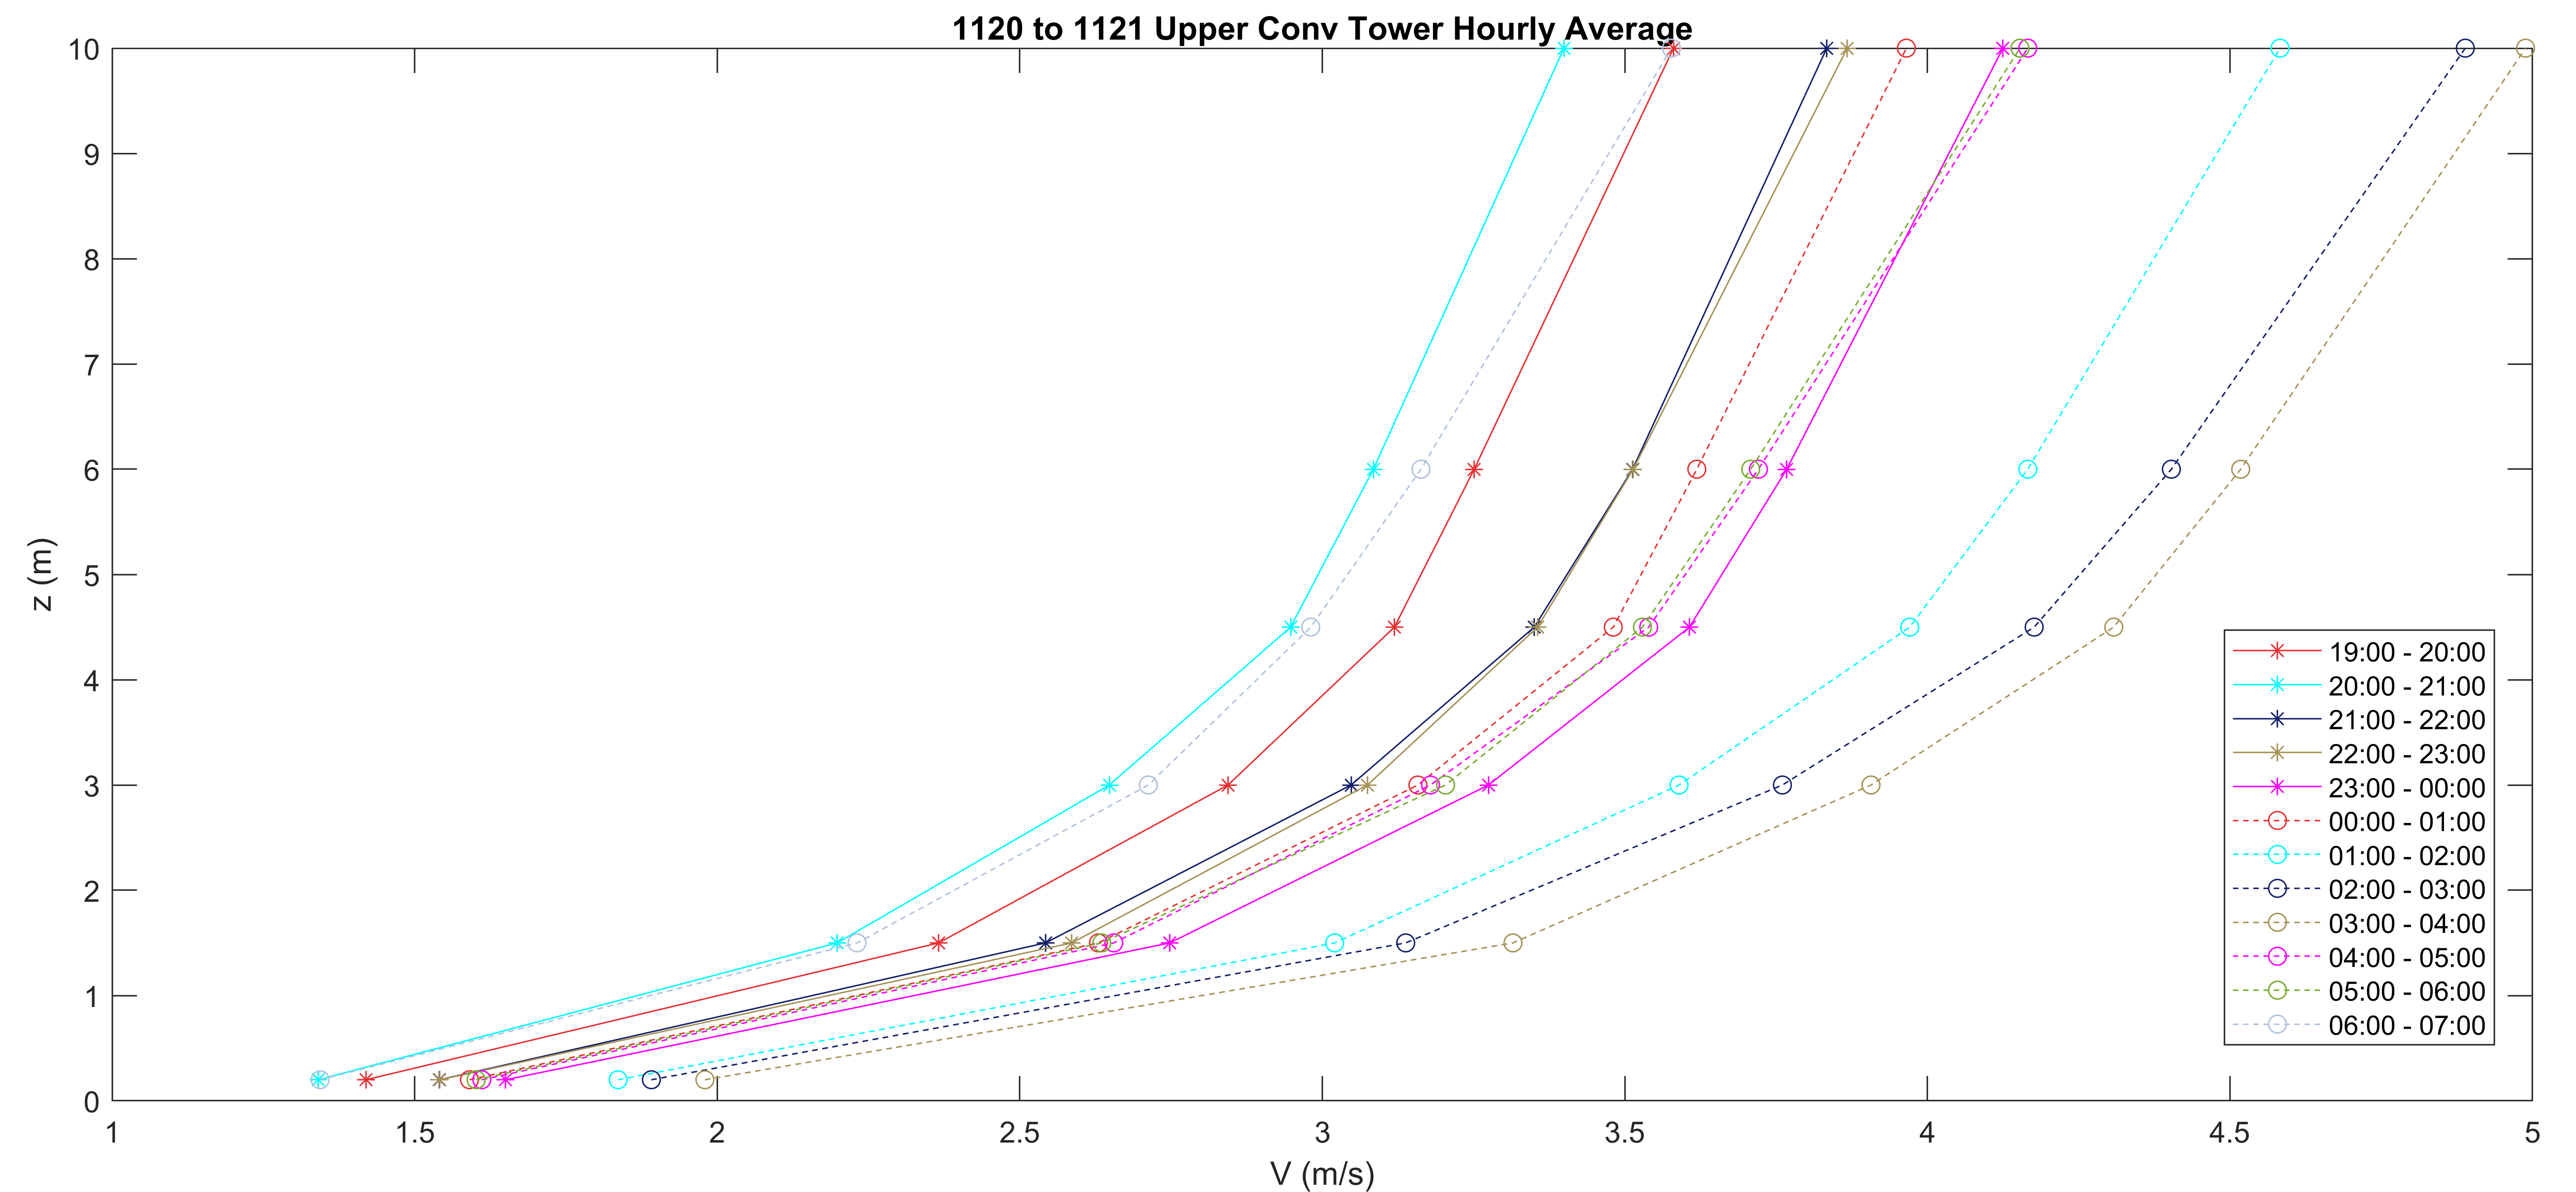 1120 to 1121 Upper Conv Tower Hourly Average
10
9
8
7
6
5
4
3
2
1
0
z (m)
1 1.5 2 2.5 3 3.5 4 4.5 5
V (m/s)
19:00 - 20:00
20:00 - 21:00
21:00 - 22:00
22:00 - 23:00
23:00 - 00:00
00:00 - 01:00
01:00 - 02:00
02:00 - 03:00
03:00 - 04:00
04:00 - 05:00
05:00 - 06:00
06:00 - 07:00